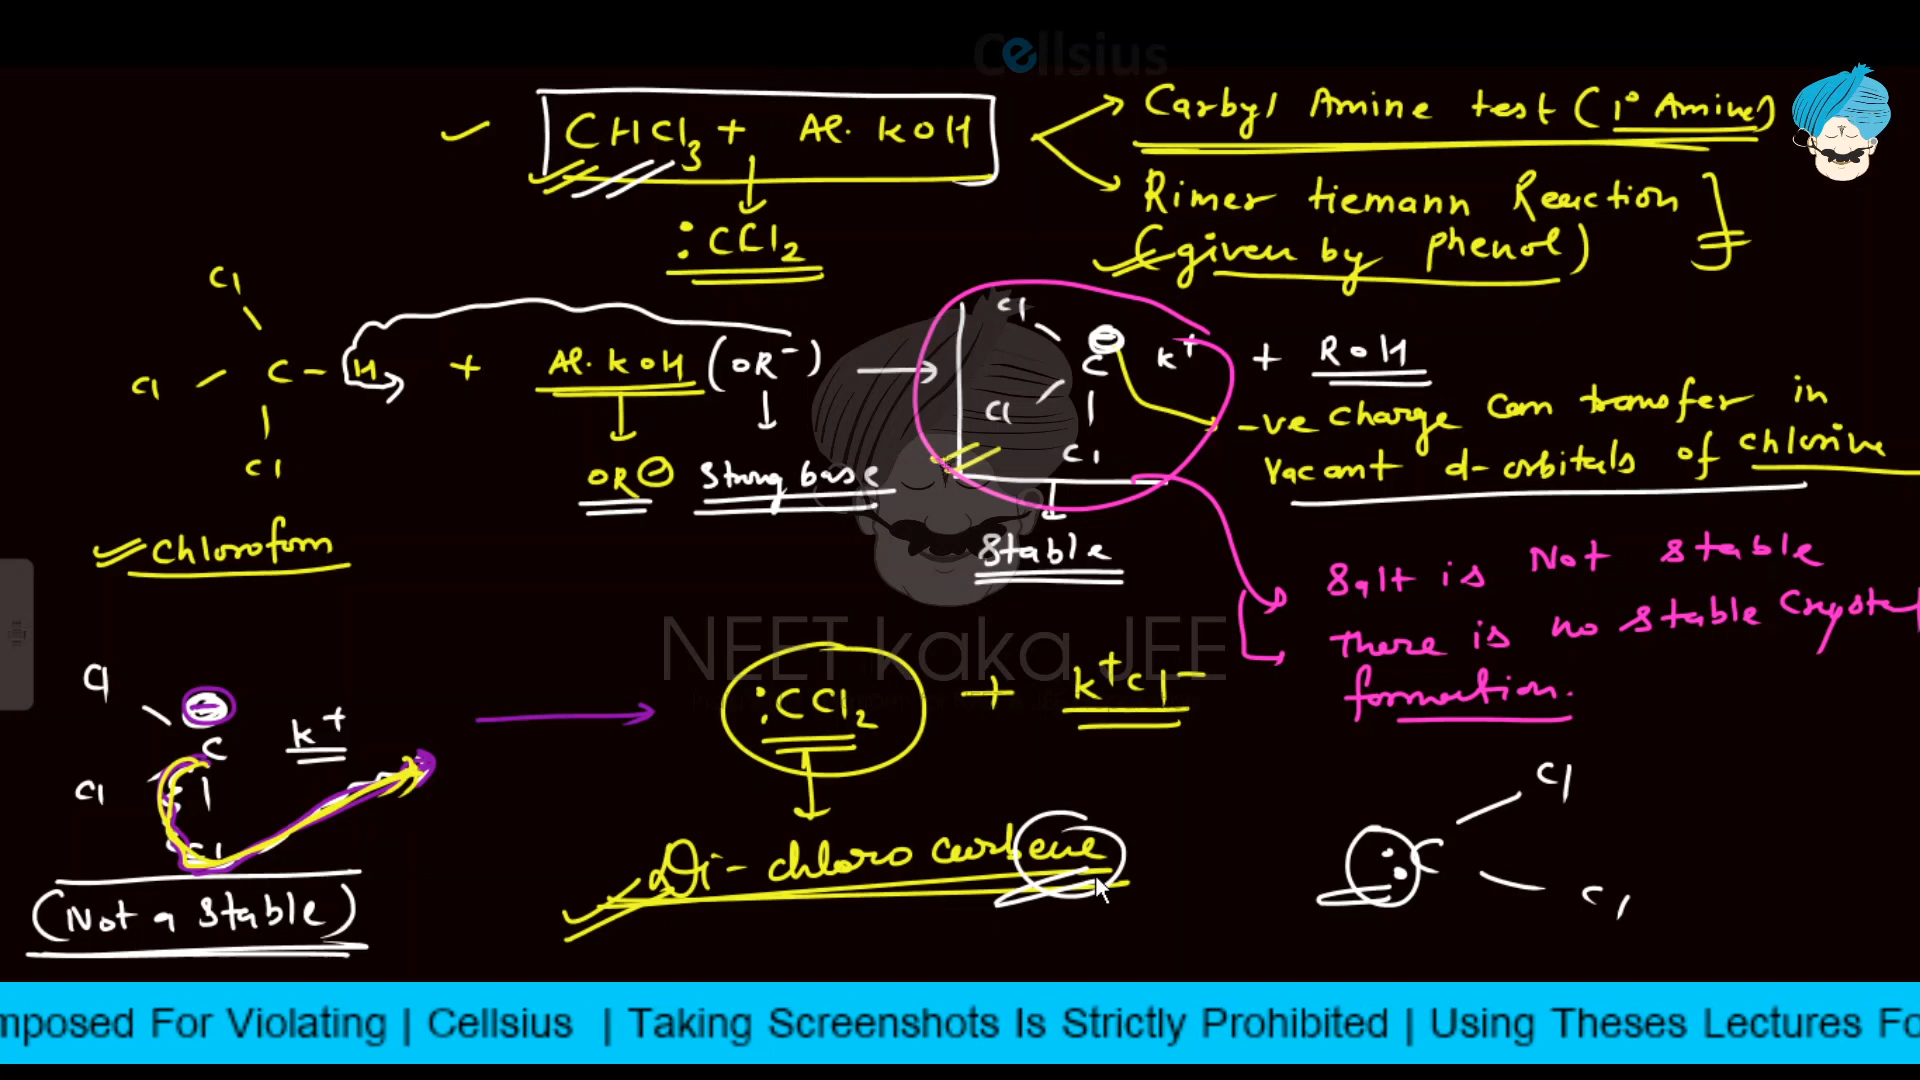 Cellsius
CHCl3 + Al. KOH
Carbyl Amine test (1° Amine)
Rimer tiemann Reaction
(given by phenol)
:CCl2
Cl
Cl - C - H + Al. KOH (OR-) → Cl Cl C ⊖ K+ + ROH
Cl
Cl
OR⊖ Strong base
-ve charge Can transfer in
vacant d-orbitals of chlorine
Chloroform
Stable
Salt is Not stable
There is no stable Crystal
formation.
NEET kaka JEE
Cl
⊖
C K+
Cl
Cl
→ :CCl2 + K+Cl-
(Not a stable)
Di-chloro carbene
Cl
:C
Cl
mposed For Violating | Cellsius | Taking Screenshots Is Strictly Prohibited | Using Theses Lectures Fo